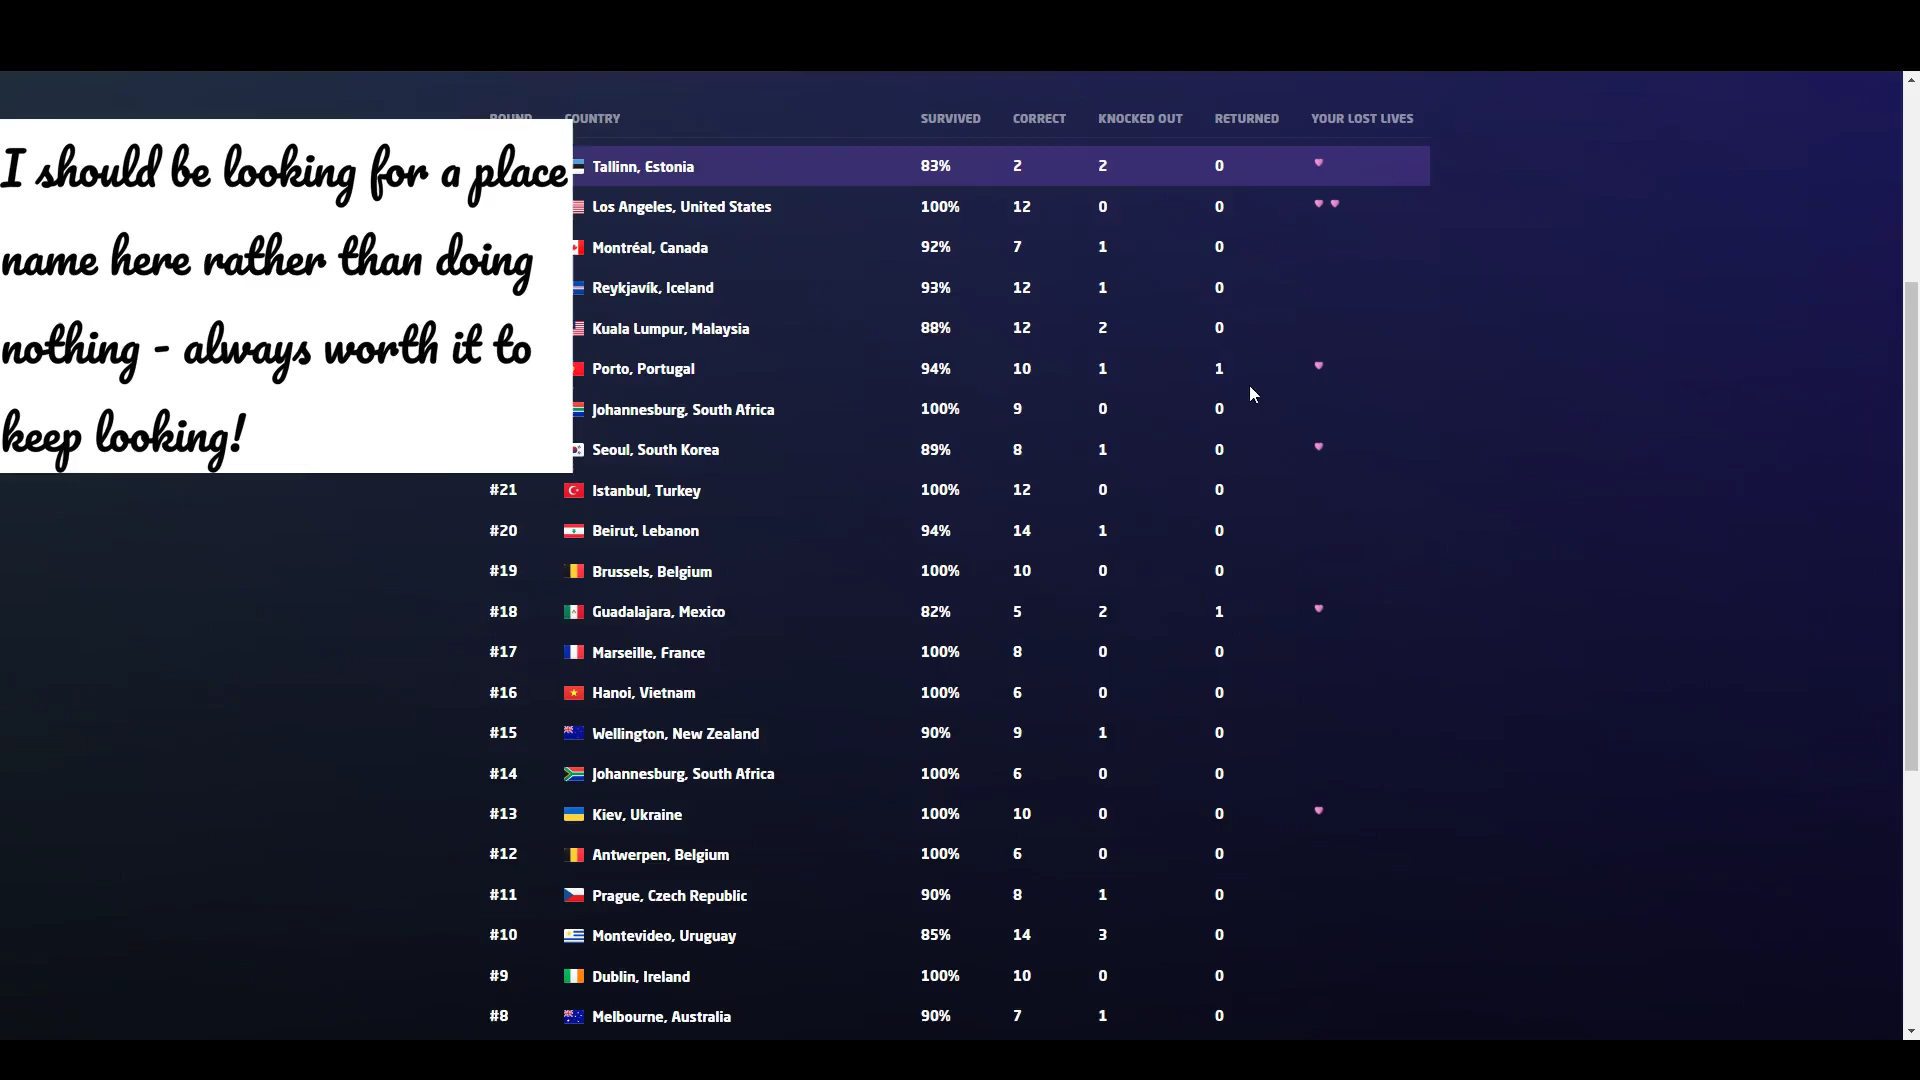 ROUND COUNTRY SURVIVED CORRECT KNOCKED OUT RETURNED YOUR LOST LIVES
I should be looking for a place
name here rather than doing
nothing - always worth it to
keep looking!
Tallinn, Estonia 83% 2 2 0
Los Angeles, United States 100% 12 0 0
Montréal, Canada 92% 7 1 0
Reykjavík, Iceland 93% 12 1 0
Kuala Lumpur, Malaysia 88% 12 2 0
Porto, Portugal 94% 10 1 1
Johannesburg, South Africa 100% 9 0 0
Seoul, South Korea 89% 8 1 0
#21 Istanbul, Turkey 100% 12 0 0
#20 Beirut, Lebanon 94% 14 1 0
#19 Brussels, Belgium 100% 10 0 0
#18 Guadalajara, Mexico 82% 5 2 1
#17 Marseille, France 100% 8 0 0
#16 Hanoi, Vietnam 100% 6 0 0
#15 Wellington, New Zealand 90% 9 1 0
#14 Johannesburg, South Africa 100% 6 0 0
#13 Kiev, Ukraine 100% 10 0 0
#12 Antwerpen, Belgium 100% 6 0 0
#11 Prague, Czech Republic 90% 8 1 0
#10 Montevideo, Uruguay 85% 14 3 0
#9 Dublin, Ireland 100% 10 0 0
#8 Melbourne, Australia 90% 7 1 0